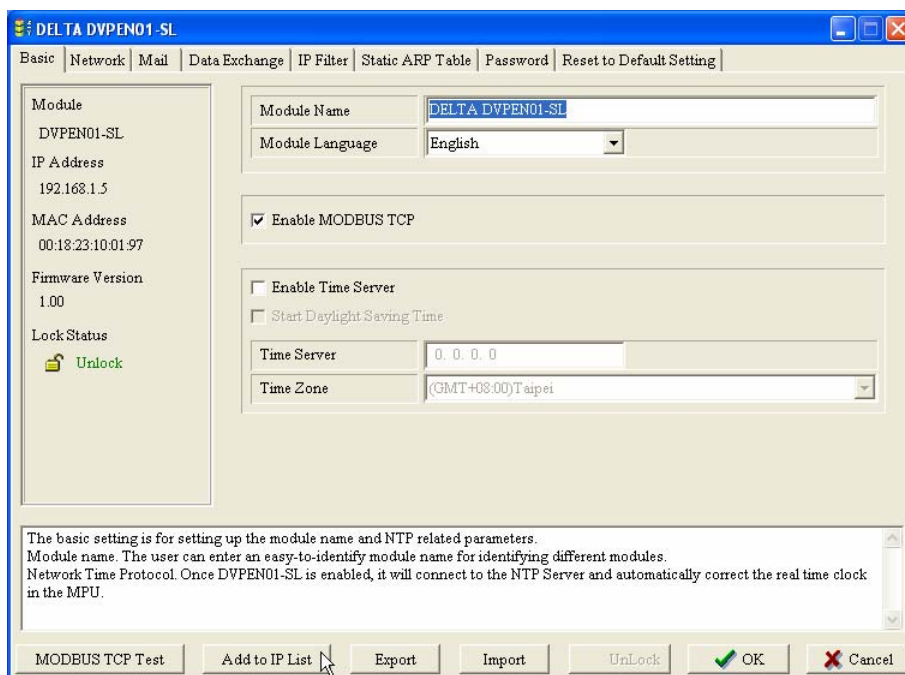 DELTA DVPEN01-SL
Basic Network Mail Data Exchange IP Filter Static ARP Table Password Reset to Default Setting
Module
DVPEN01-SL
IP Address
192.168.1.5
MAC Address
00:18:23:10:01:97
Firmware Version
1.00
Lock Status
Unlock
Module Name DELTA DVPEN01-SL
Module Language English
Enable MODBUS TCP
Enable Time Server
Start Daylight Saving Time
Time Server 0. 0. 0. 0
Time Zone (GMT+08:00)Taipei
The basic setting is for setting up the module name and NTP related parameters.
Module name. The user can enter an easy-to-identify module name for identifying different modules.
Network Time Protocol. Once DVPEN01-SL is enabled, it will connect to the NTP Server and automatically correct the real time clock
in the MPU.
MODBUS TCP Test Add to IP List Export Import UnLock OK Cancel